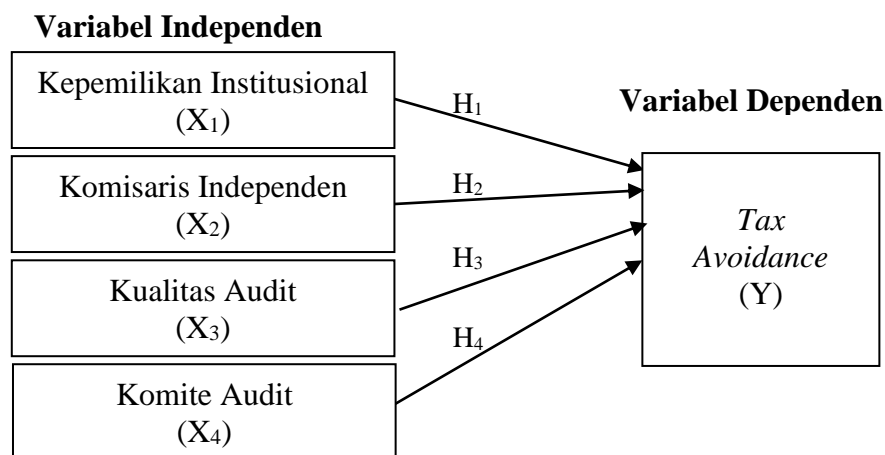 Variabel Independen
Kepemilikan Institusional
(X₁)
H₁
Variabel Dependen
Komisaris Independen
(X₂)
H₂
Tax
Avoidance
(Y)
Kualitas Audit
(X₃)
H₃
Komite Audit
(X₄)
H₄